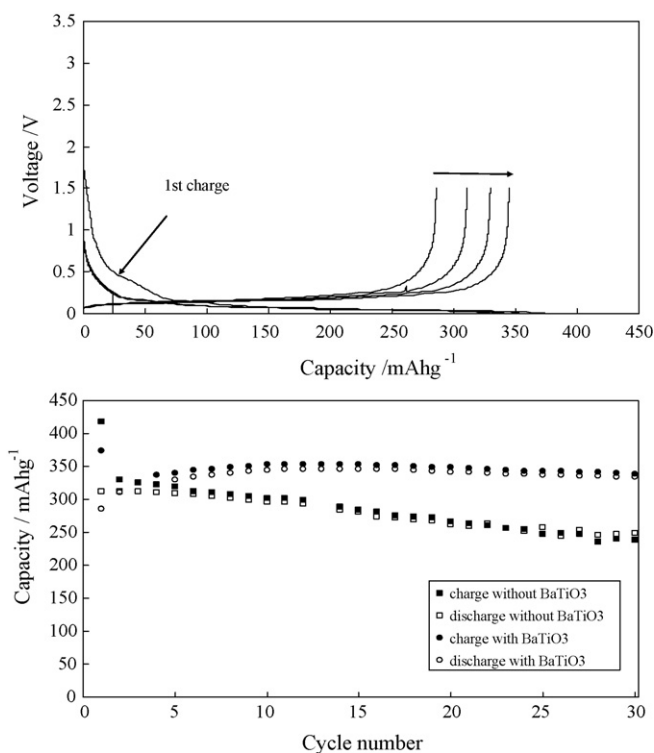 3.5
3
2.5
2
1.5
1
0.5
0
Voltage /V
1st charge
0 50 100 150 200 250 300 350 400 450
Capacity /mAhg⁻¹
450
400
350
300
250
200
150
100
50
0
Capacity / mAhg⁻¹
charge without BaTiO3
discharge without BaTiO3
charge with BaTiO3
discharge with BaTiO3
0 5 10 15 20 25 30
Cycle number